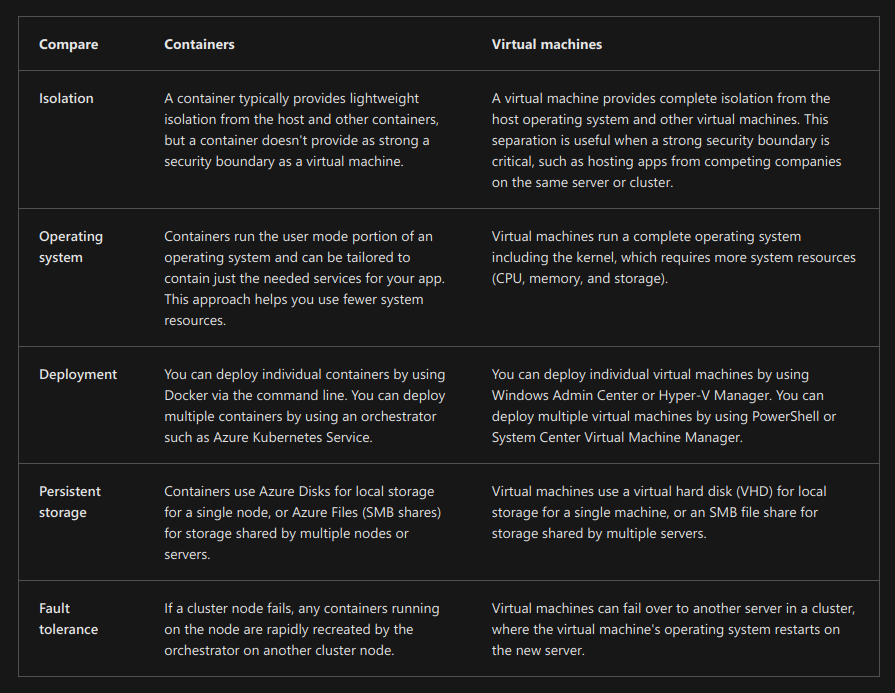 Compare
Containers
Virtual machines
Isolation
A container typically provides lightweight
isolation from the host and other containers,
but a container doesn't provide as strong a
security boundary as a virtual machine.
A virtual machine provides complete isolation from the
host operating system and other virtual machines. This
separation is useful when a strong security boundary is
critical, such as hosting apps from competing companies
on the same server or cluster.
Operating
system
Containers run the user mode portion of an
operating system and can be tailored to
contain just the needed services for your app.
This approach helps you use fewer system
resources.
Virtual machines run a complete operating system
including the kernel, which requires more system resources
(CPU, memory, and storage).
Deployment
You can deploy individual containers by using
Docker via the command line. You can deploy
multiple containers by using an orchestrator
such as Azure Kubernetes Service.
You can deploy individual virtual machines by using
Windows Admin Center or Hyper-V Manager. You can
deploy multiple virtual machines by using PowerShell or
System Center Virtual Machine Manager.
Persistent
storage
Containers use Azure Disks for local storage
for a single node, or Azure Files (SMB shares)
for storage shared by multiple nodes or
servers.
Virtual machines use a virtual hard disk (VHD) for local
storage for a single machine, or an SMB file share for
storage shared by multiple servers.
Fault
tolerance
If a cluster node fails, any containers running
on the node are rapidly recreated by the
orchestrator on another cluster node.
Virtual machines can fail over to another server in a cluster,
where the virtual machine's operating system restarts on
the new server.